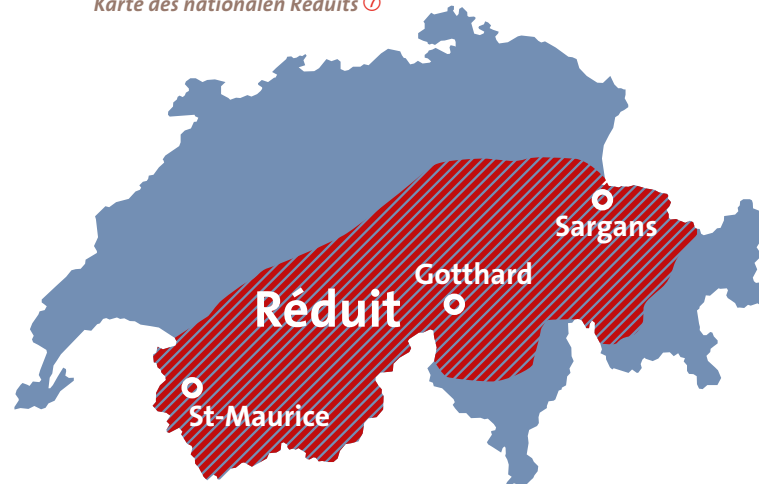 Karte des nationalen Réduits
Sargans
Gotthard
Réduit
St-Maurice